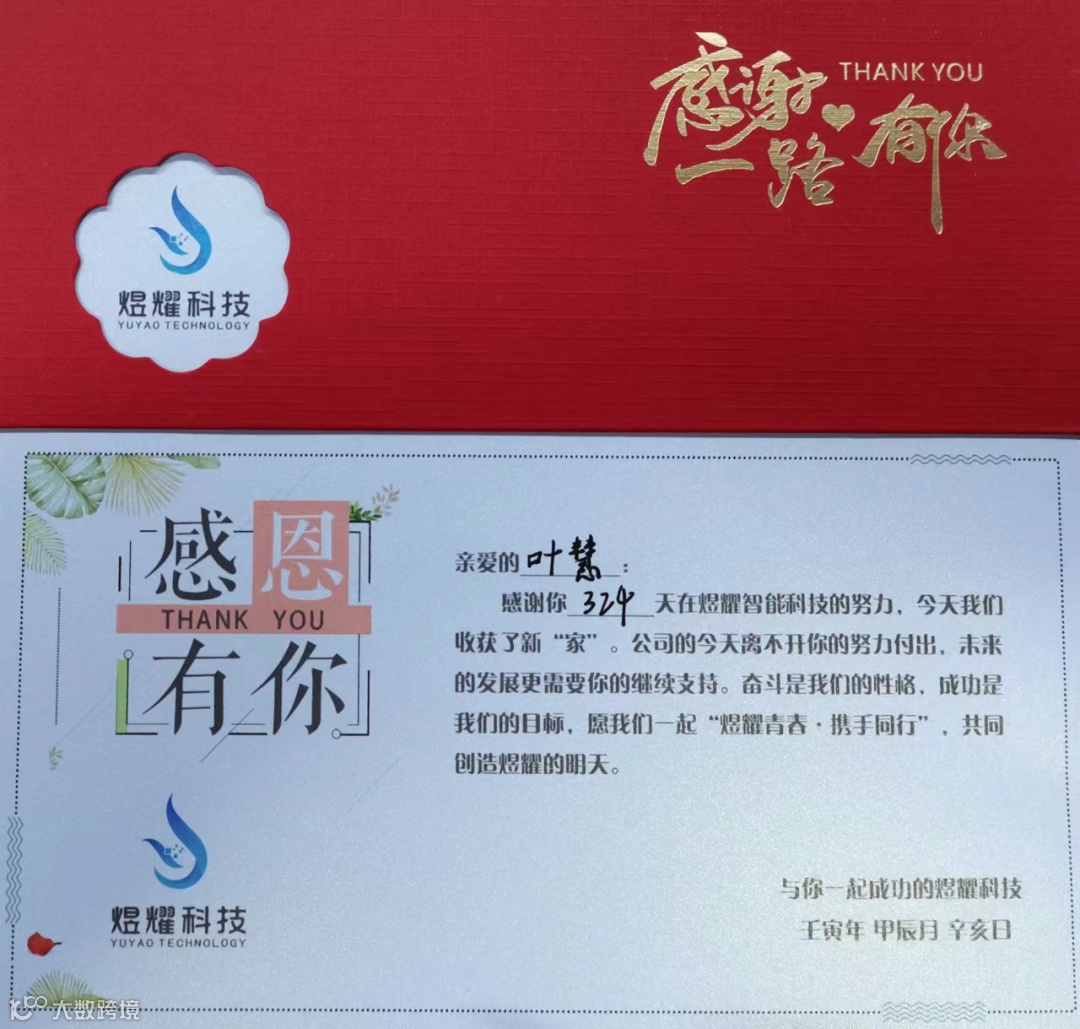 感谢
THANK YOU
一路有你
煜耀科技
YUYAO TECHNOLOGY
感恩
THANK YOU
有你
亲爱的叶慧：
感谢你324天在煜耀智能科技的努力，今天我们
收获了新“家”。公司的今天离不开你的努力付出，未来
的发展更需要你的继续支持。奋斗是我们的性格，成功是
我们的目标，愿我们一起“煜耀青春·携手同行”，共同
创造煜耀的明天。
煜耀科技
YUYAO TECHNOLOGY
与你一起成功的煜耀科技
壬寅年 甲辰月 辛亥日
大数跨境